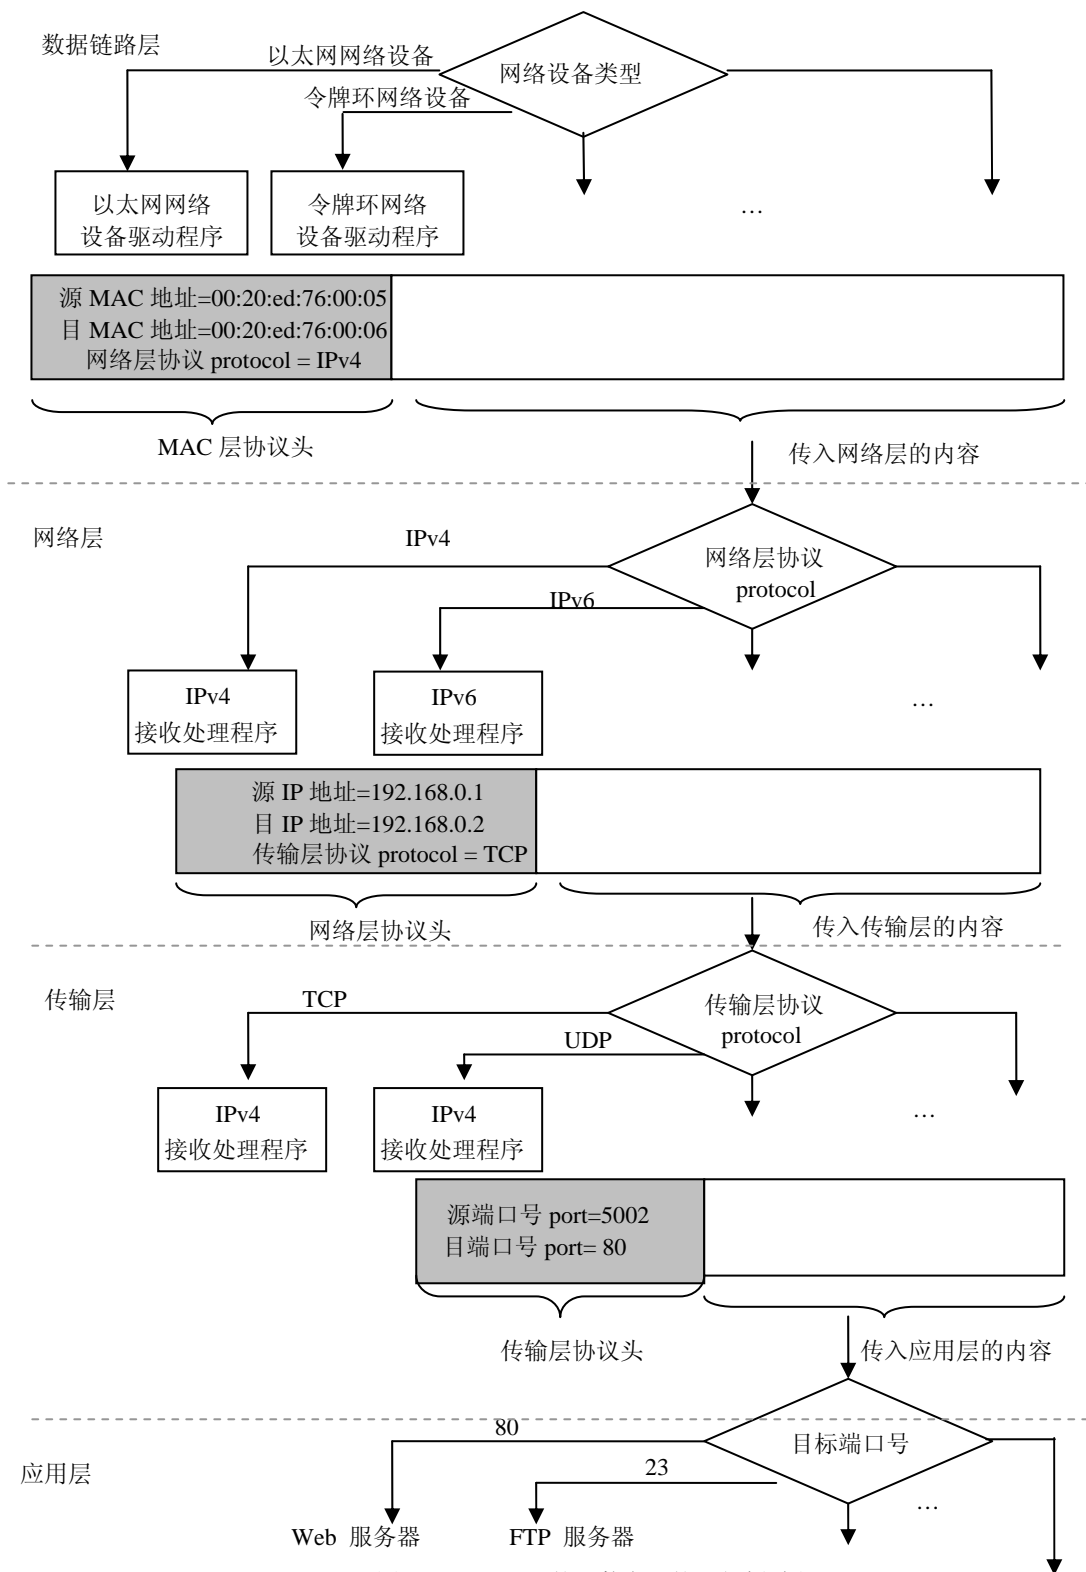 数据链路层
以太网网络设备
网络设备类型
令牌环网络设备
以太网网络
设备驱动程序
令牌环网络
设备驱动程序
…
源 MAC 地址=00:20:ed:76:00:05
目 MAC 地址=00:20:ed:76:00:06
网络层协议 protocol = IPv4
MAC 层协议头
传入网络层的内容
网络层
IPv4
网络层协议
protocol
IPv6
IPv4
接收处理程序
IPv6
接收处理程序
…
源 IP 地址=192.168.0.1
目 IP 地址=192.168.0.2
传输层协议 protocol = TCP
网络层协议头
传入传输层的内容
传输层
TCP
传输层协议
protocol
UDP
IPv4
接收处理程序
IPv4
接收处理程序
…
源端口号 port=5002
目端口号 port= 80
传输层协议头
传入应用层的内容
80
目标端口号
应用层
23
…
Web 服务器
FTP 服务器